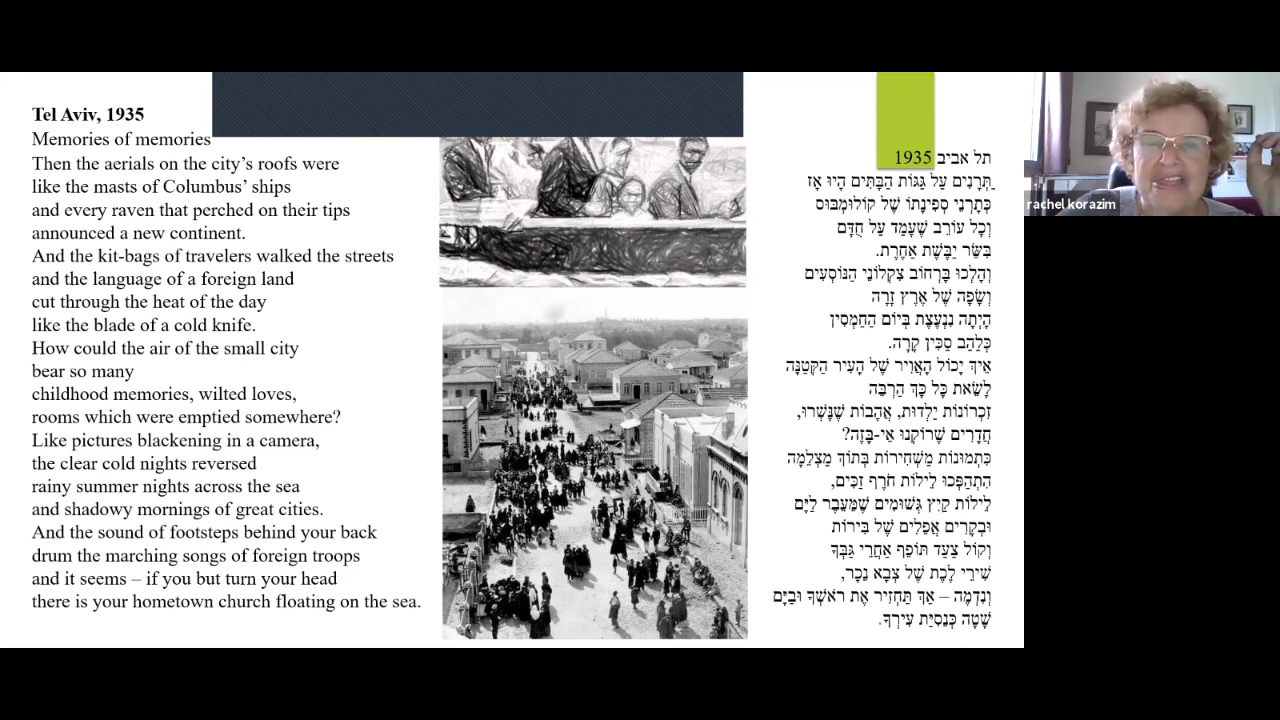 Tel Aviv, 1935
Memories of memories
Then the aerials on the city’s roofs were
like the masts of Columbus’ ships
and every raven that perched on their tips
announced a new continent.
And the kit-bags of travelers walked the streets
and the language of a foreign land
cut through the heat of the day
like the blade of a cold knife.
How could the air of the small city
bear so many
childhood memories, wilted loves,
rooms which were emptied somewhere?
Like pictures blackening in a camera,
the clear cold nights reversed
rainy summer nights across the sea
and shadowy mornings of great cities.
And the sound of footsteps behind your back
drum the marching songs of foreign troops
and it seems – if you but turn your head
there is your hometown church floating on the sea.
תל אביב 1935
הַתְּרָנִים עַל גַּגּוֹת הַבָּתִּים הָיוּ אָז
כְּתָרְנֵי סְפִינָתוֹ שֶׁל קוֹלוּמְבּוּס
וְכָל עוֹרֵב שֶׁעָמַד עַל חֻדָּם
בִּשֵּׂר יַבֶּשֶׁת אַחֶרֶת.
וְהָלְכוּ בָּרְחוֹב צִקְלוֹנֵי הַנּוֹסְעִים
וְשָׂפָה שֶׁל אֶרֶץ זָרָה
הָיְתָה נִנְעֶצֶת בְּיוֹם הַחַמְסִין
כְּלַהַב סַכִּין קָרָה.
אֵיךְ יָכוֹל הָאֲוִיר שֶׁל הָעִיר הַקְּטַנָּה
לָשֵׂאת כָּל כָּךְ הַרְבֵּה
זִכְרוֹנוֹת יַלְדוּת, אֲהָבוֹת שֶׁנָּשְׁרוּ,
חֲדָרִים שֶׁרוֹקְנוּ אֵי-בָּזֶה?
כִּתְמוּנוֹת מַשְׁחִירוֹת בְּתוֹךְ מַצְלֵמָה
הִתְהַפְּכוּ לֵילוֹת חֹרֶף זַכִּים,
לֵילוֹת קַיִץ גְּשׁוּמִים שֶׁמֵּעֵבֶר לַיָּם
וּבְקָרִים אֲפֵלִים שֶׁל בִּירוֹת
וְקוֹל צַעַד תּוֹפֵף אַחֲרֵי גַּבְּךָ
שִׁירֵי לֶכֶת שֶׁל צְבָא נֵכָר,
וְנִדְמֶה – אַךְ תַּחְזִיר אֶת רֹאשְׁךָ וּבַיָּם
שָׁטָה כְּנֵסִיַּת עִירְךָ.
rachel korazim